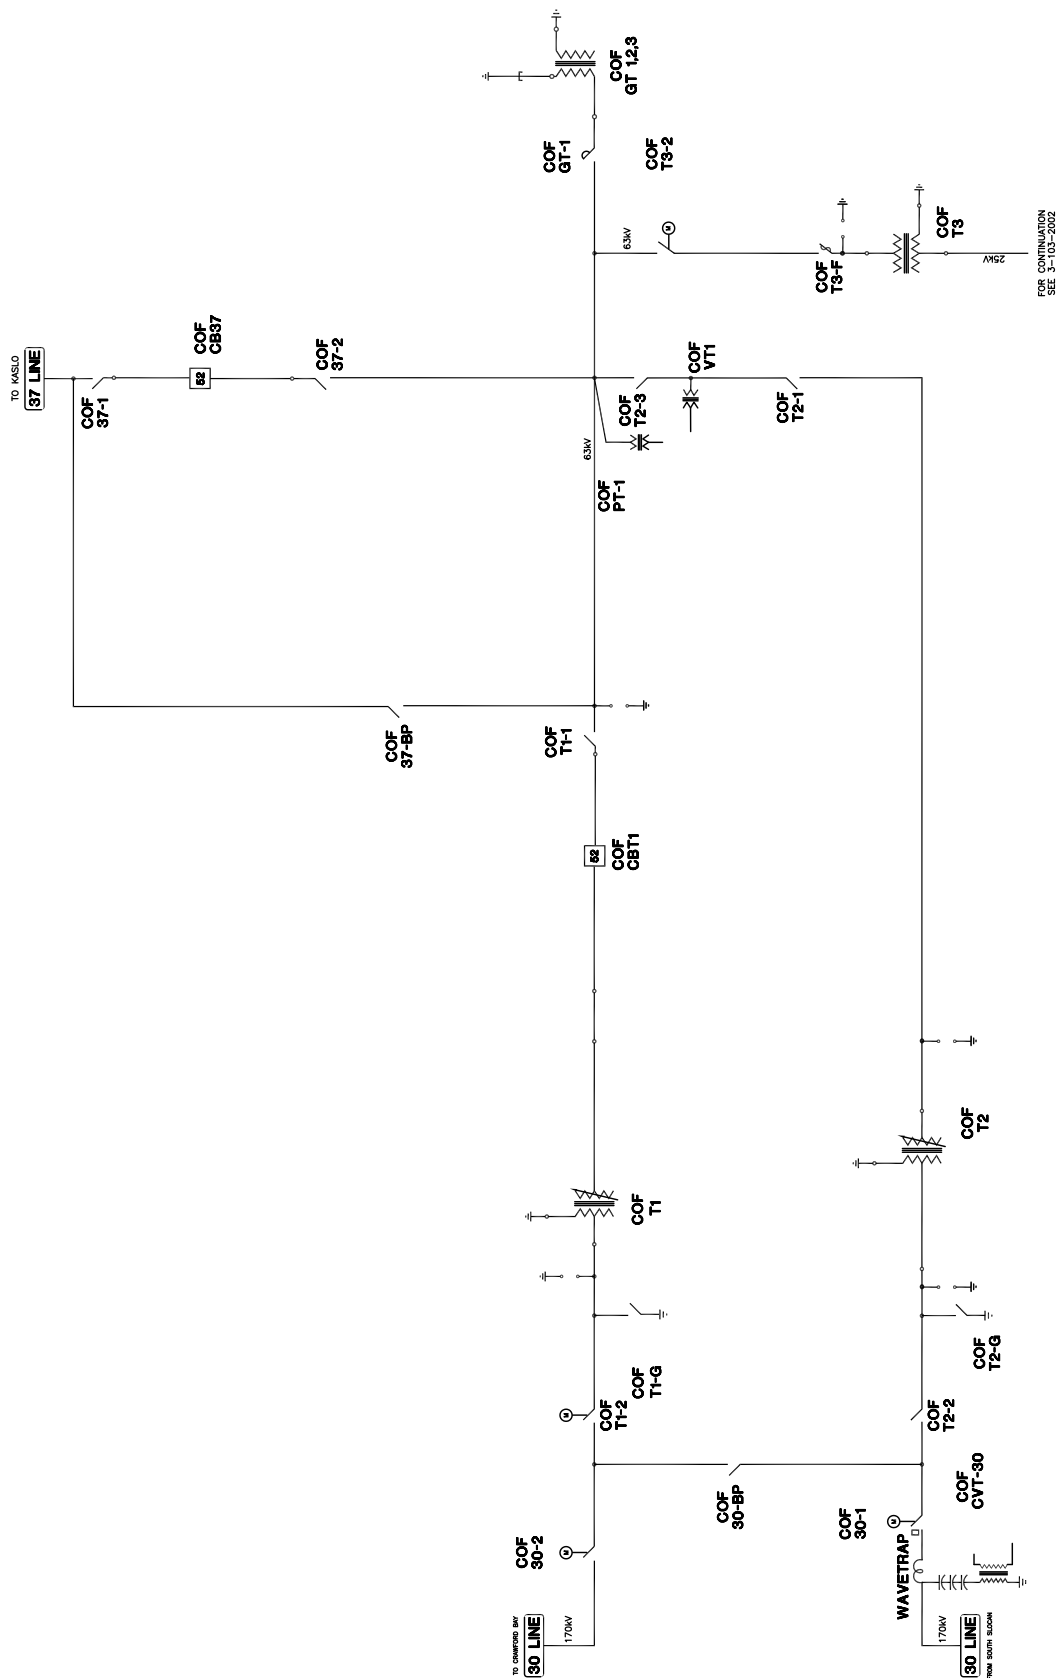 COF
GT 1,2,3
COF
GT-1
COF
T3-2
63kV
M
COF
T3-F
COF
T3
25kV
FOR CONTINUATION
SEE 3-103-2002
TO KASLO
37 LINE
COF
37-1
52
COF
CB37
COF
37-2
COF
T2-3
COF
VT1
COF
T2-1
63kV
COF
PT-1
COF
37-BP
COF
T1-1
52
COF
CBT1
COF
T1
COF
T2
COF
T1-G
COF
T2-G
M
COF
T1-2
COF
T2-2
COF
30-BP
COF
CVT-30
COF
30-2
M
COF
30-1
M
WAVETRAP
TO CRAWFORD BAY
30 LINE
170kV
170kV
30 LINE
FROM SOUTH SLOCAN